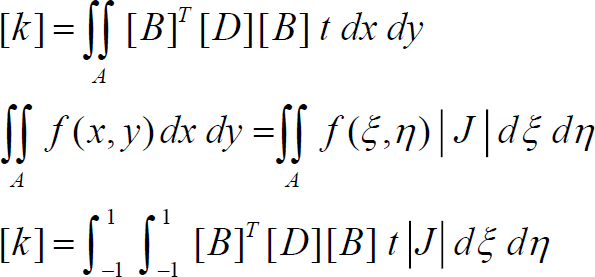 [k] = ∬_A [B]^T [D][B] t dx dy
∬_A f(x, y) dx dy = ∬_A f(ξ, η) | J | dξ dη
[k] = ∫_{-1}^{1} ∫_{-1}^{1} [B]^T [D][B] t |J| dξ dη